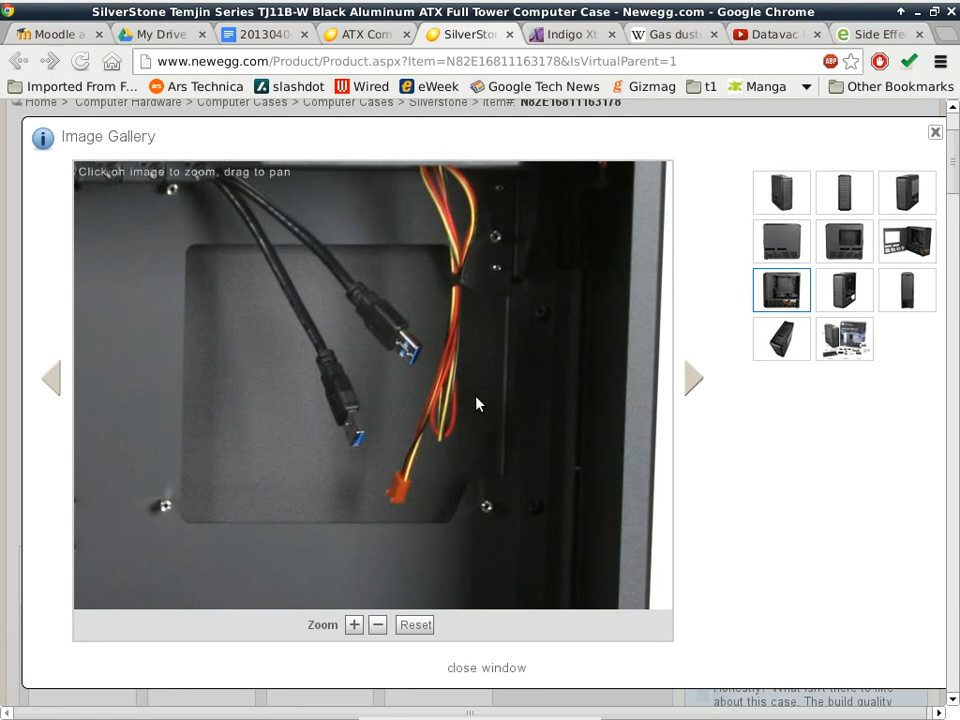 SilverStone Temjin Series TJ11B-W Black Aluminum ATX Full Tower Computer Case - Newegg.com - Google Chrome
Moodle a
My Drive
2013040
ATX Com
SilverSto
Indigo Xt
Gas dust
Datavac
Side Effe
www.newegg.com/Product/Product.aspx?Item=N82E16811163178&IsVirtualParent=1
ABP
Imported From F...
Ars Technica
slashdot
Wired
eWeek
Google Tech News
Gizmag
t1
Manga
Other Bookmarks
Home > Computer Hardware > Computer Cases > Computer Cases > Silverstone > Item#: N82E16811163178
Image Gallery
Click on image to zoom, drag to pan
Zoom + − Reset
close window
Honestly? What isn't there to like
about this case. The build quality